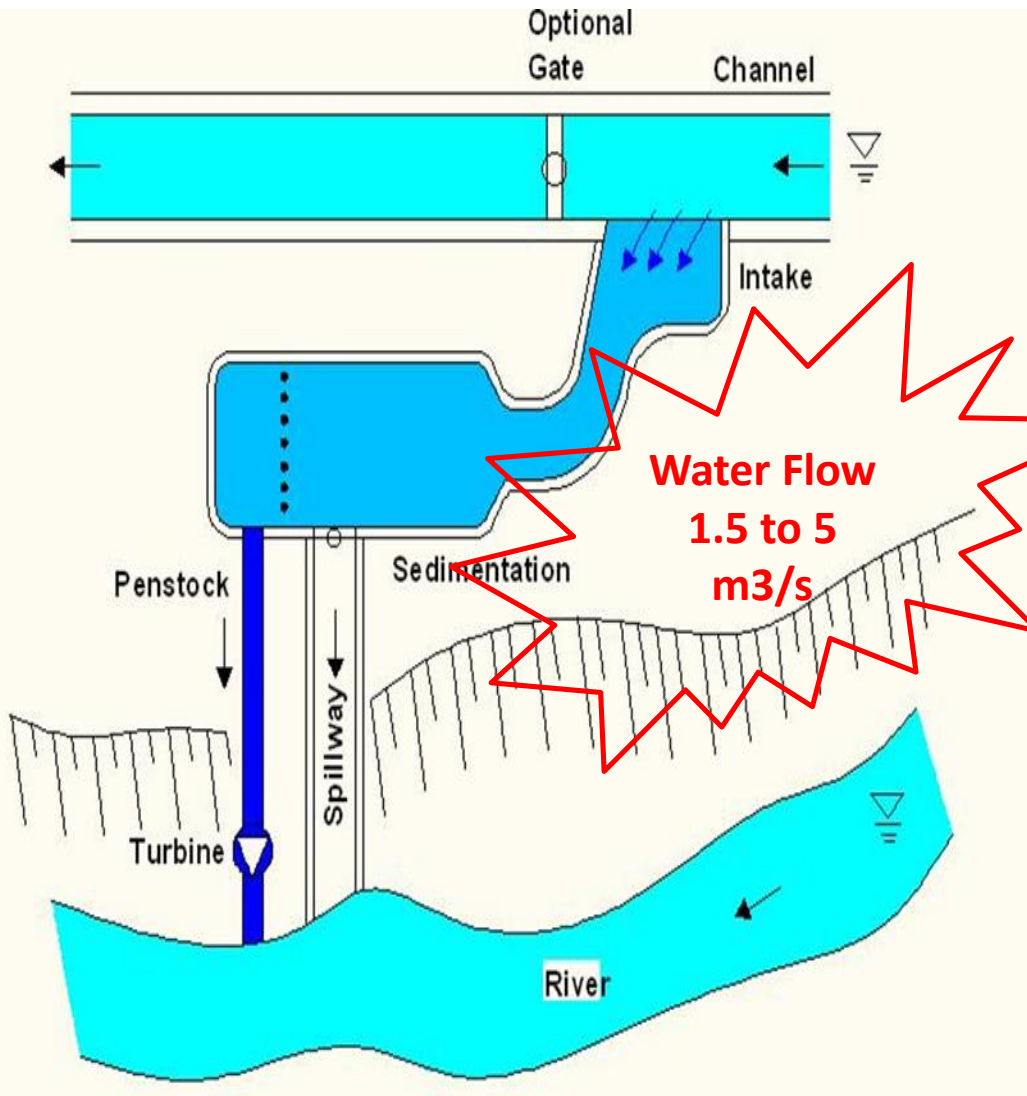 Optional
Gate
Channel
Intake
Water Flow
1.5 to 5
m3/s
Sedimentation
Penstock
Spillway
Turbine
River